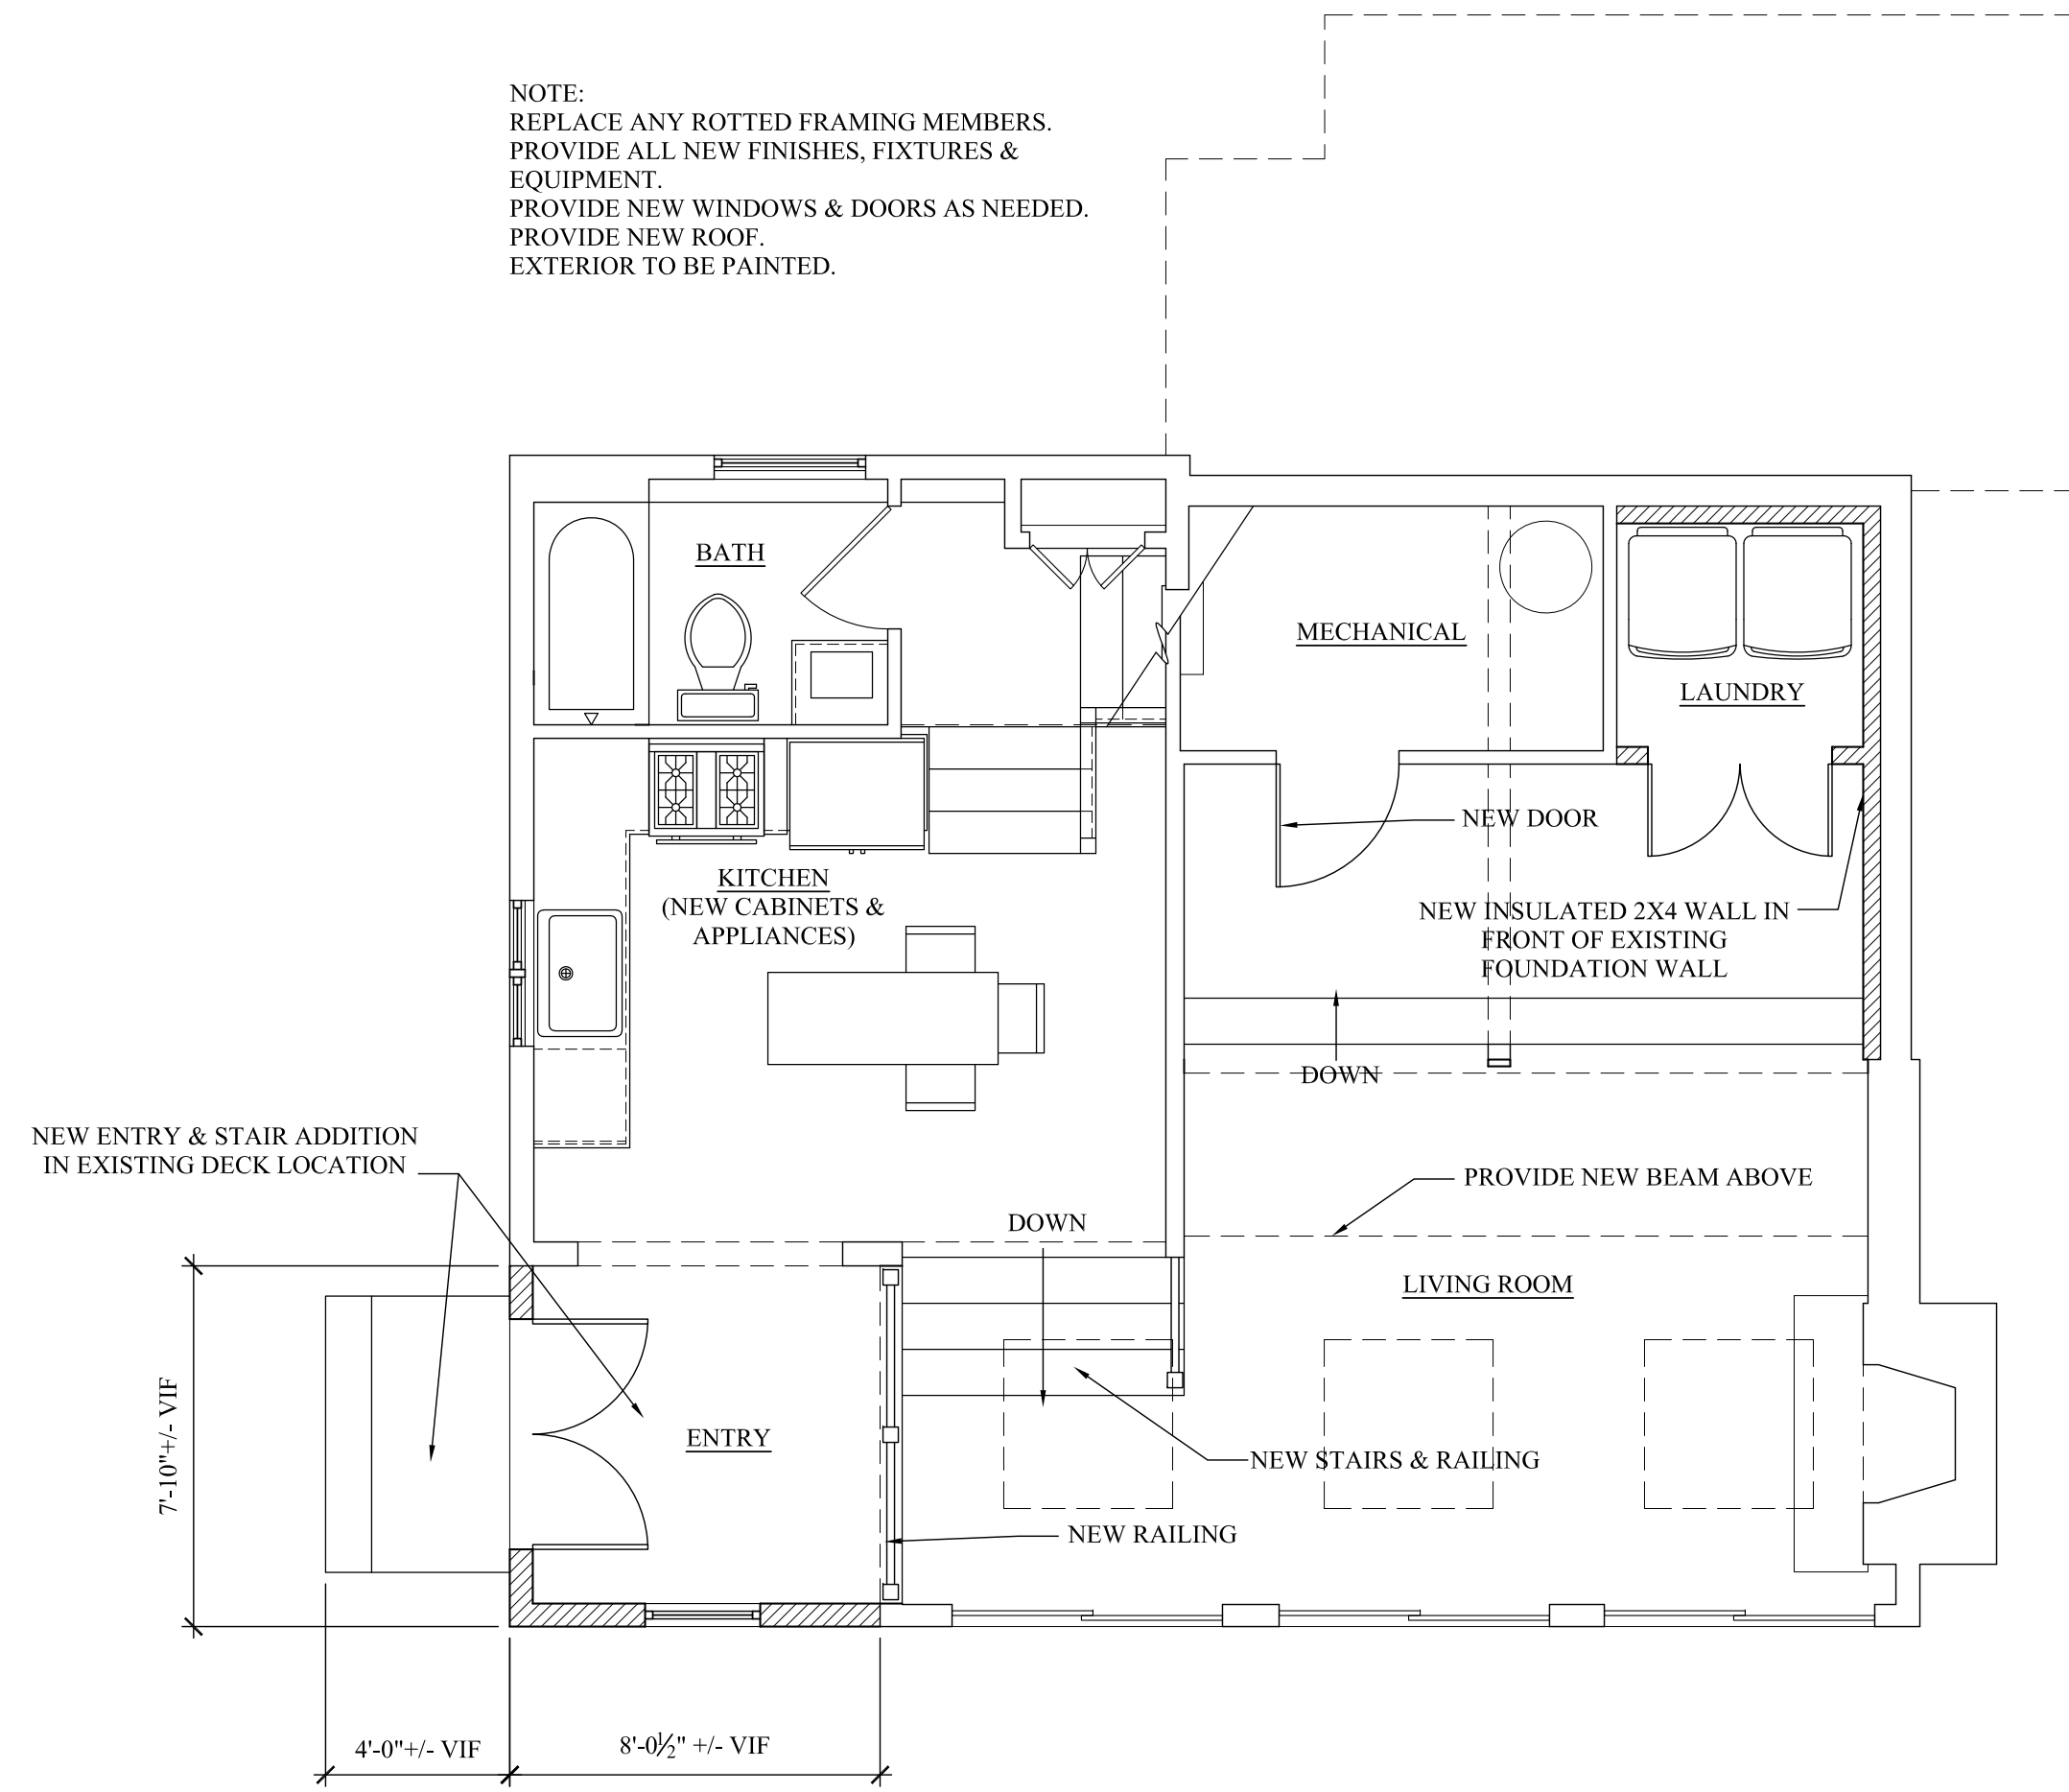 NOTE:
REPLACE ANY ROTTED FRAMING MEMBERS.
PROVIDE ALL NEW FINISHES, FIXTURES &
EQUIPMENT.
PROVIDE NEW WINDOWS & DOORS AS NEEDED.
PROVIDE NEW ROOF.
EXTERIOR TO BE PAINTED.
BATH
MECHANICAL
LAUNDRY
NEW DOOR
KITCHEN
(NEW CABINETS &
APPLIANCES)
NEW INSULATED 2X4 WALL IN
FRONT OF EXISTING
FOUNDATION WALL
DOWN
NEW ENTRY & STAIR ADDITION
IN EXISTING DECK LOCATION
PROVIDE NEW BEAM ABOVE
DOWN
LIVING ROOM
7'-10"+/- VIF
ENTRY
NEW STAIRS & RAILING
NEW RAILING
4'-0"+/- VIF
8'-0½" +/- VIF